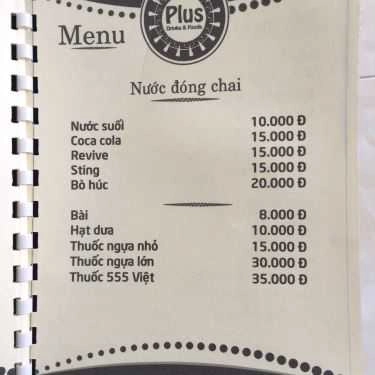 Plus
Drinks & Foods
Menu
Nước đóng chai
Nước suối 10.000 Đ
Coca cola 15.000 Đ
Revive 15.000 Đ
Sting 15.000 Đ
Bò húc 20.000 Đ
Bài 8.000 Đ
Hạt dưa 10.000 Đ
Thuốc ngựa nhỏ 15.000 Đ
Thuốc ngựa lớn 30.000 Đ
Thuốc 555 Việt 35.000 Đ